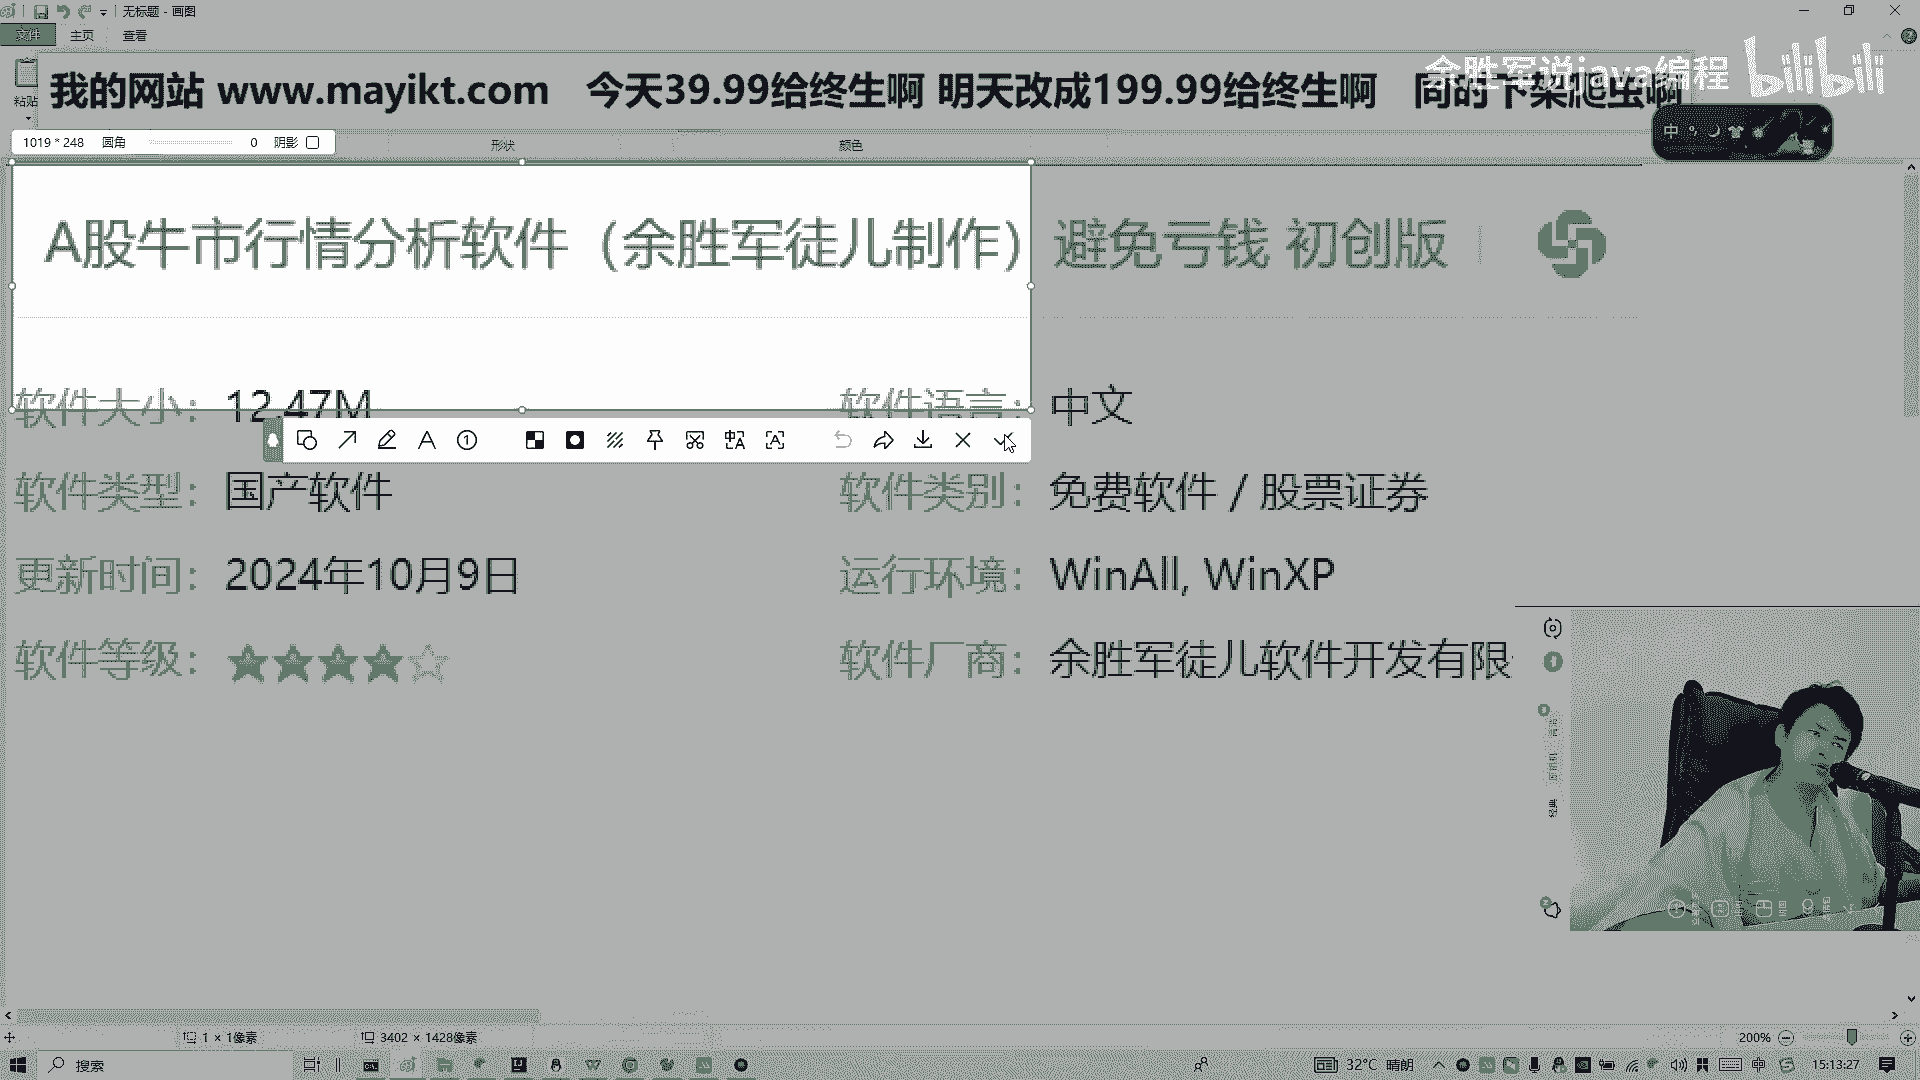 无标题 - 画图
文件 主页 查看
余胜军说java编程 bilibili
粘贴
我的网站 www.mayikt.com 今天39.99给终生啊 明天改成199.99给终生啊
1019 * 248 圆角 0 阴影
形状 颜色
中
A股牛市行情分析软件（余胜军徒儿制作） 避免亏钱 初创版
软件大小： 12.47M 软件语言： 中文
软件类型： 国产软件 软件类别： 免费软件 / 股票证券
更新时间： 2024年10月9日 运行环境： WinAll, WinXP
软件等级： 软件厂商： 余胜军徒儿软件开发有限
1 × 1像素 3402 × 1428像素 200%
搜索 32°C 晴朗 中 15:13:27